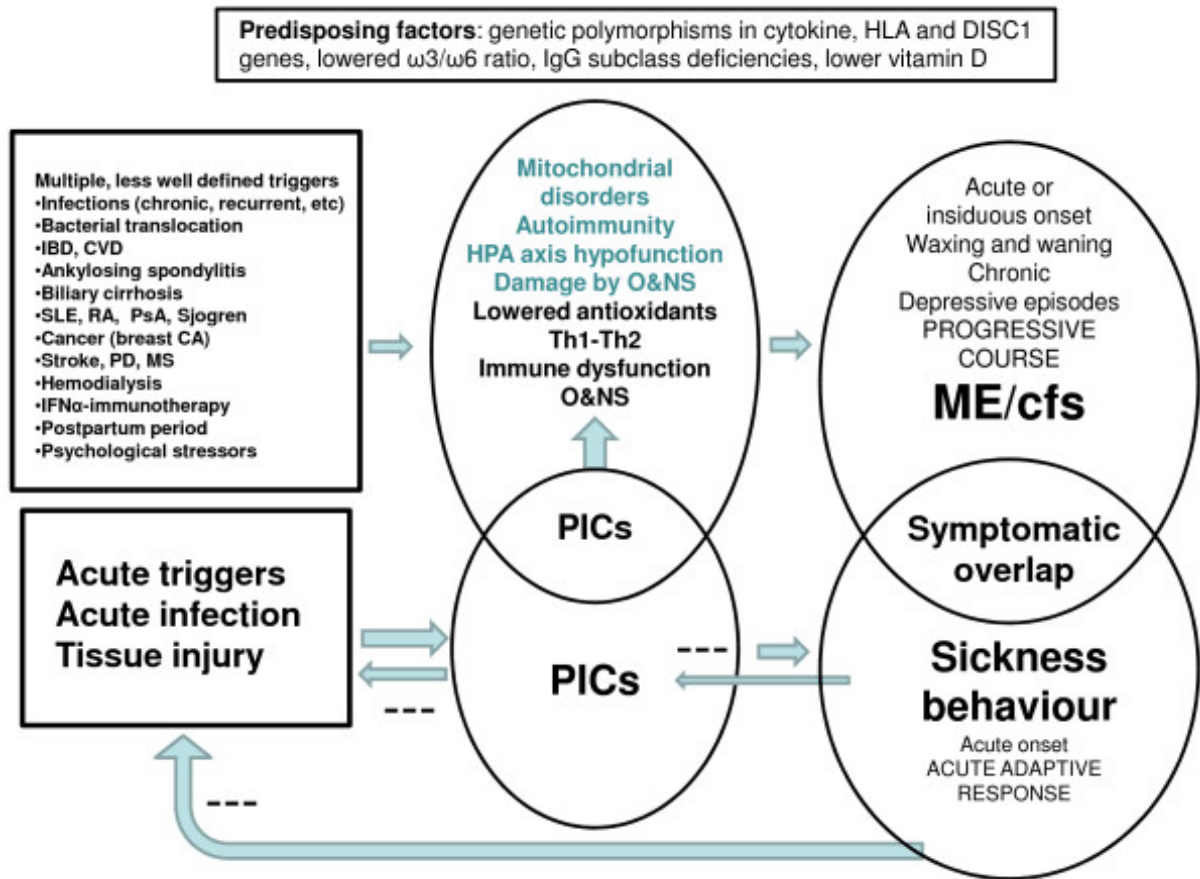 Predisposing factors: genetic polymorphisms in cytokine, HLA and DISC1
genes, lowered ω3/ω6 ratio, IgG subclass deficiencies, lower vitamin D
Multiple, less well defined triggers
•Infections (chronic, recurrent, etc)
•Bacterial translocation
•IBD, CVD
•Ankylosing spondylitis
•Biliary cirrhosis
•SLE, RA, PsA, Sjogren
•Cancer (breast CA)
•Stroke, PD, MS
•Hemodialysis
•IFNα-immunotherapy
•Postpartum period
•Psychological stressors
Mitochondrial
disorders
Autoimmunity
HPA axis hypofunction
Damage by O&NS
Lowered antioxidants
Th1-Th2
Immune dysfunction
O&NS
Acute or
insiduous onset
Waxing and waning
Chronic
Depressive episodes
PROGRESSIVE
COURSE
ME/cfs
PICs
Symptomatic
overlap
Acute triggers
Acute infection
Tissue injury
---
PICs
---
Sickness
behaviour
Acute onset
ACUTE ADAPTIVE
RESPONSE
---